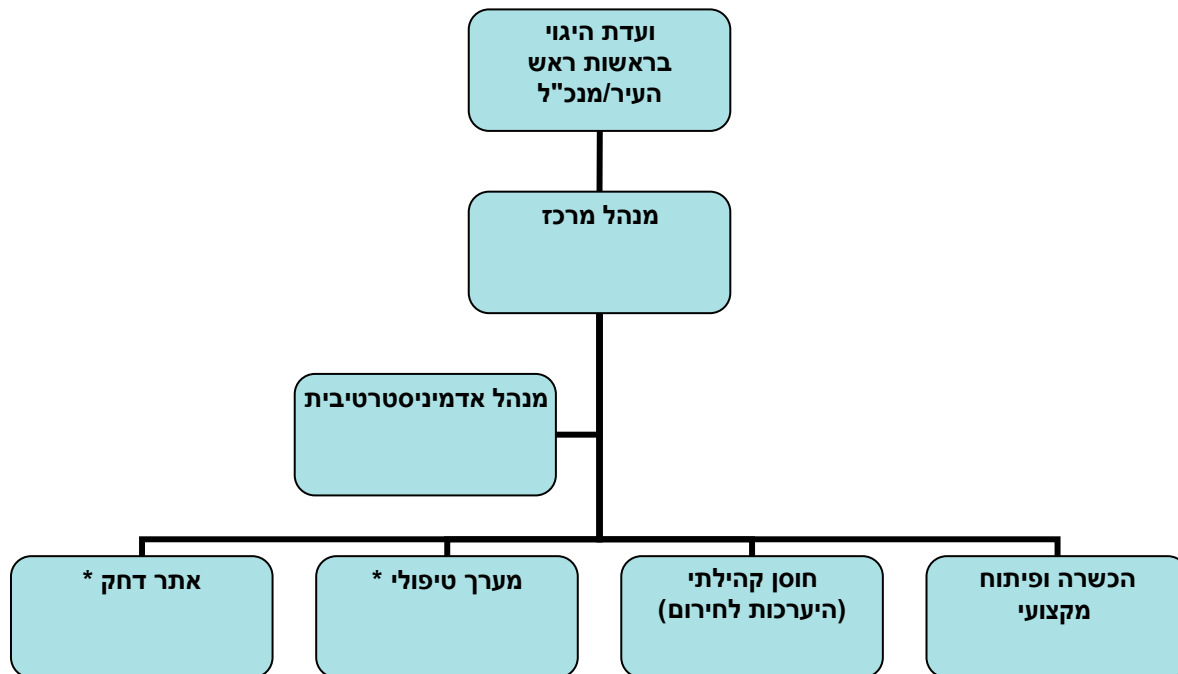 ועדת היגוי
בראשות ראש
העיר/מנכ"ל
מנהל מרכז
מנהל אדמיניסטרטיבית
הכשרה ופיתוח
מקצועי
חוסן קהילתי
(היערכות לחירום)
מערך טיפולי *
אתר דחק *